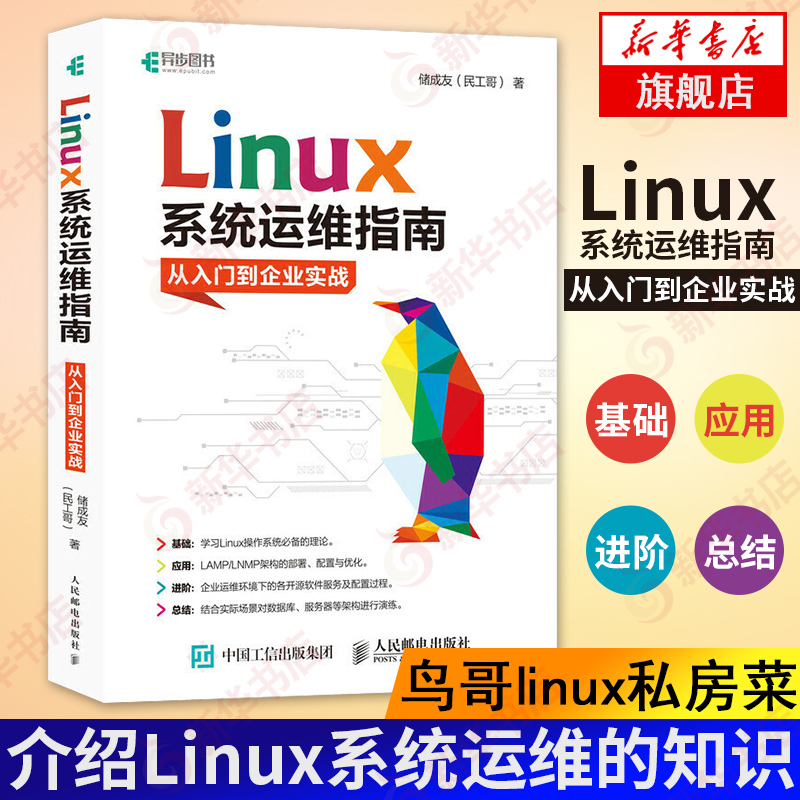 异步图书
www.epubit.com
储成友（民工哥） 著
Linux
系统运维指南
从入门到企业实战
基础：学习Linux操作系统必备的理论。
应用：LAMP/LNMP架构的部署、配置与优化。
进阶：企业运维环境下的各开源软件服务及配置过程。
总结：结合实际场景对数据库、服务器等架构进行演练。
中国工信出版集团
人民邮电出版社
POSTS &
Linux系统运维指南
从入门到企业实战
储成友（民工哥） 著
人民邮电出版社
新华书店
旗舰店
Linux
系统运维指南
从入门到企业实战
基础
应用
进阶
总结
鸟哥linux私房菜
介绍Linux系统运维的知识
新华书店